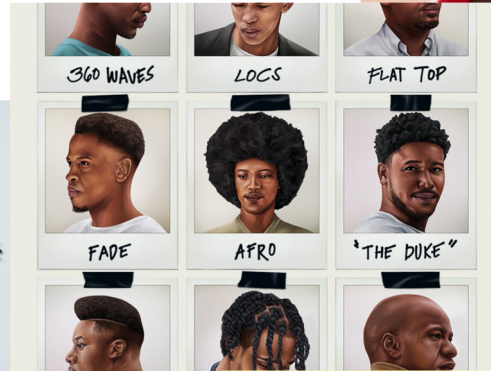 360 WAVES
LOCS
FLAT TOP
FADE
AFRO
"THE DUKE"